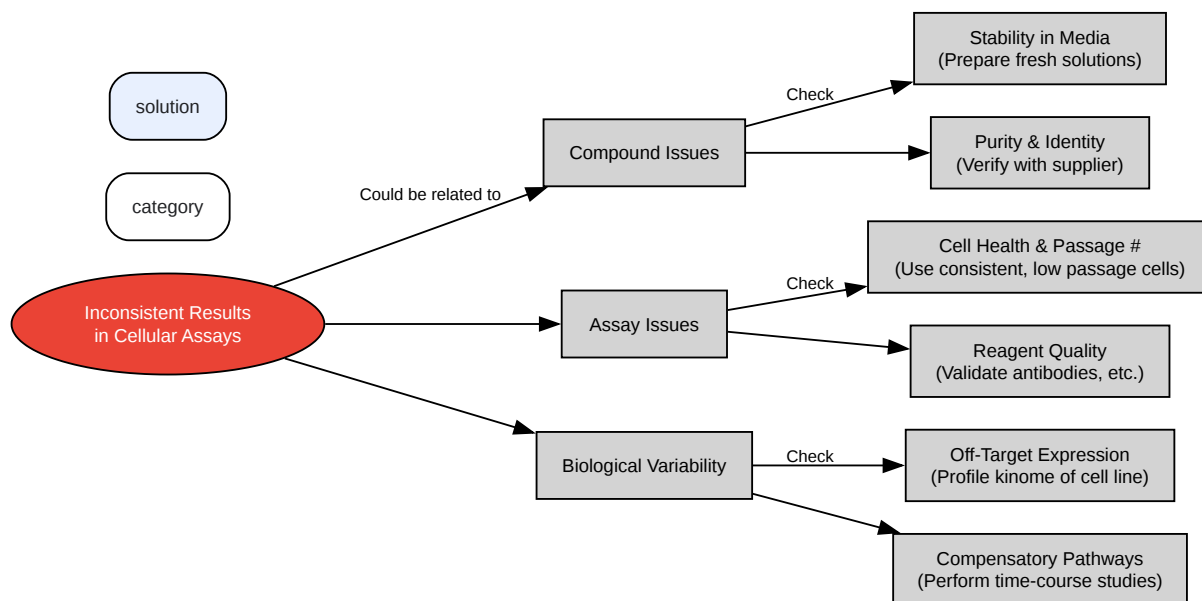 solution
category
Inconsistent Results
in Cellular Assays
Could be related to
Compound Issues
Check
Stability in Media
(Prepare fresh solutions)
Purity & Identity
(Verify with supplier)
Assay Issues
Check
Cell Health & Passage #
(Use consistent, low passage cells)
Reagent Quality
(Validate antibodies, etc.)
Biological Variability
Check
Off-Target Expression
(Profile kinome of cell line)
Compensatory Pathways
(Perform time-course studies)